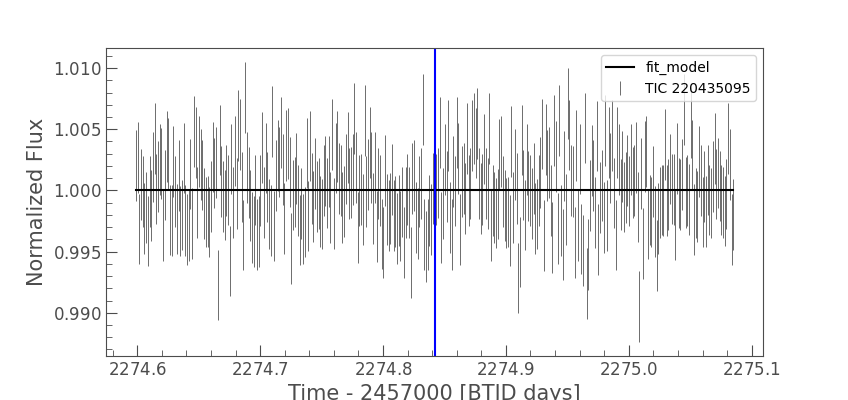 1.010
1.005
1.000
0.995
0.990
Normalized Flux
fit_model
TIC 220435095
2274.6 2274.7 2274.8 2274.9 2275.0 2275.1
Time - 2457000 [BTJD days]